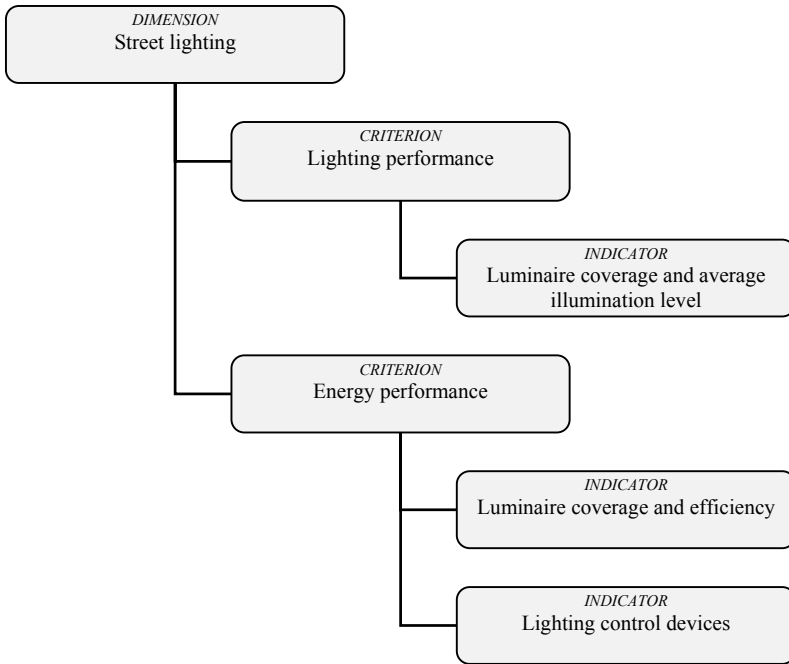 DIMENSION
Street lighting
CRITERION
Lighting performance
INDICATOR
Luminaire coverage and average
illumination level
CRITERION
Energy performance
INDICATOR
Luminaire coverage and efficiency
INDICATOR
Lighting control devices